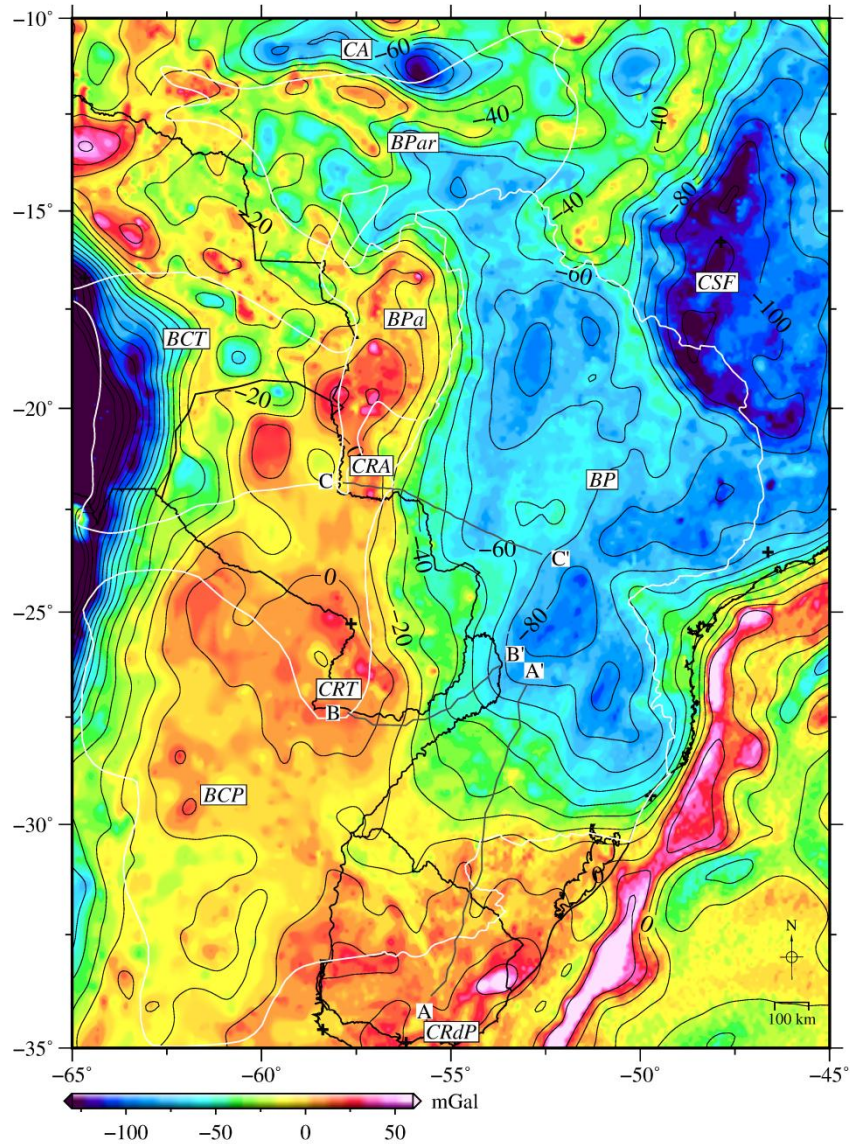 −10°
CA
−60
−40
−40
BPar
−15°
−20
−40
−80
−60
CSF
−100
BPa
BCT
−20°
−20
CRA
C
BP
−60
C'
−40
0
−25°
−20
−80
B'
A'
CRT
B
BCP
−30°
0
0
N
A
CRdP
100 km
−35°
−65° −60° −55° −50° −45°
mGal
−100 −50 0 50